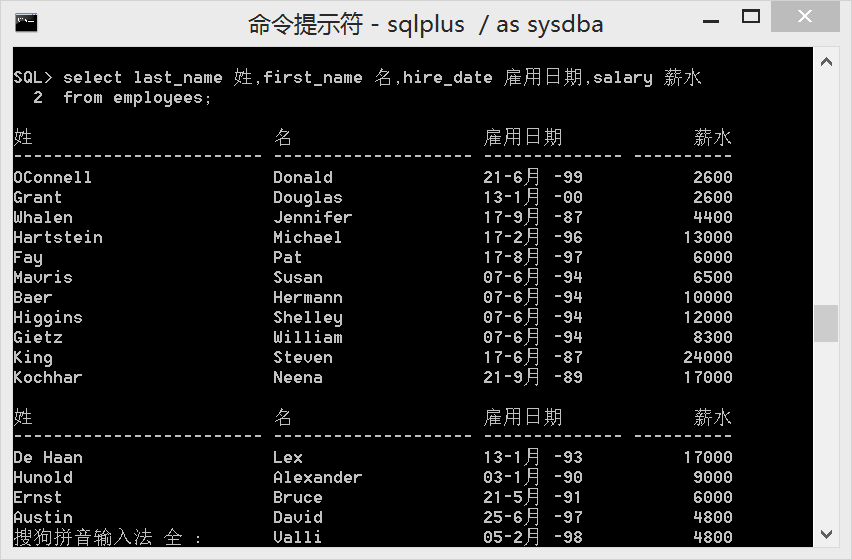 命令提示符 - sqlplus / as sysdba
SQL> select last_name 姓,first_name 名,hire_date 雇用日期,salary 薪水
2 from employees;
姓 名 雇用日期 薪水
------------------------- -------------------- -------------- ----------
OConnell Donald 21-6月 -99 2600
Grant Douglas 13-1月 -00 2600
Whalen Jennifer 17-9月 -87 4400
Hartstein Michael 17-2月 -96 13000
Fay Pat 17-8月 -97 6000
Mavris Susan 07-6月 -94 6500
Baer Hermann 07-6月 -94 10000
Higgins Shelley 07-6月 -94 12000
Gietz William 07-6月 -94 8300
King Steven 17-6月 -87 24000
Kochhar Neena 21-9月 -89 17000
姓 名 雇用日期 薪水
------------------------- -------------------- -------------- ----------
De Haan Lex 13-1月 -93 17000
Hunold Alexander 03-1月 -90 9000
Ernst Bruce 21-5月 -91 6000
Austin David 25-6月 -97 4800
搜狗拼音输入法 全 : Valli 05-2月 -98 4800